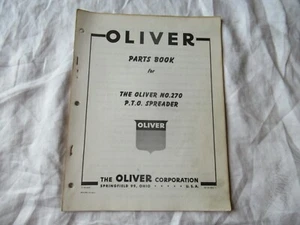 OLIVER
PARTS BOOK
for
THE OLIVER NO. 270
P.T.O. SPREADER
OLIVER
THE OLIVER CORPORATION
SPRINGFIELD 99, OHIO • • • • • U.S.A.